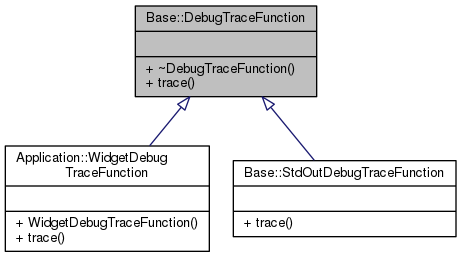 Base::DebugTraceFunction
+ ~DebugTraceFunction()
+ trace()
Application::WidgetDebug
TraceFunction
+ WidgetDebugTraceFunction()
+ trace()
Base::StdOutDebugTraceFunction
+ trace()